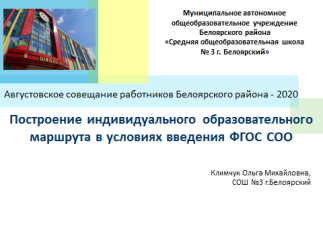 Муниципальное автономное
общеобразовательное учреждение
Белоярского района
«Средняя общеобразовательная школа
№ 3 г. Белоярский»
Августовское совещание работников Белоярского района - 2020
Построение индивидуального образовательного
маршрута в условиях введения ФГОС СОО
Климчук Ольга Михайловна,
СОШ №3 г.Белоярский